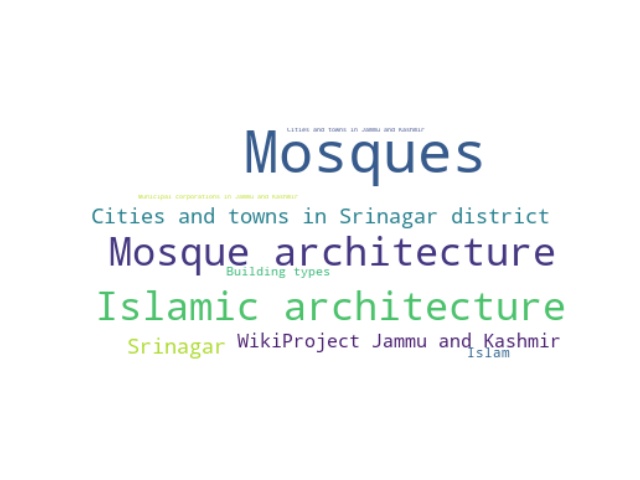 Cities and towns in Jammu and Kashmir
Mosques
Municipal corporations in Jammu and Kashmir
Cities and towns in Srinagar district
Mosque architecture
Building types
Islamic architecture
WikiProject Jammu and Kashmir
Srinagar
Islam